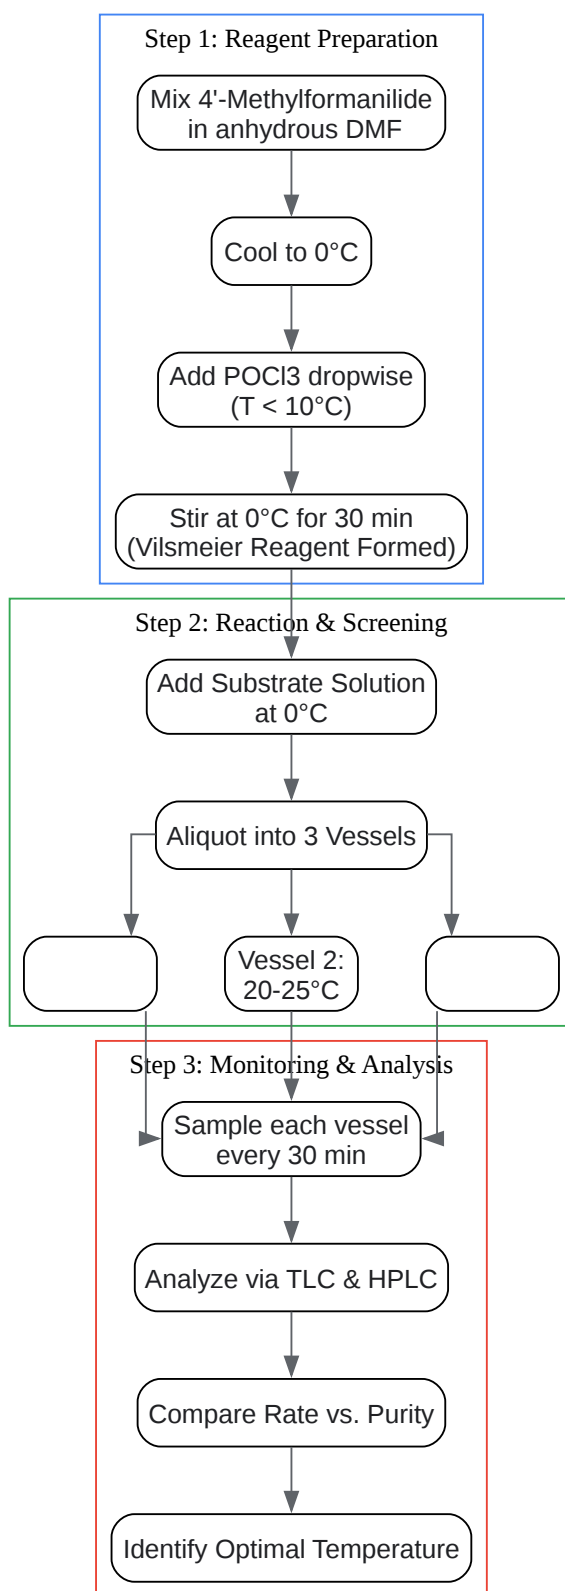 Step 1: Reagent Preparation
Mix 4'-Methylformanilide
in anhydrous DMF
Cool to 0°C
Add POCl3 dropwise
(T < 10°C)
Stir at 0°C for 30 min
(Vilsmeier Reagent Formed)
Step 2: Reaction & Screening
Add Substrate Solution
at 0°C
Aliquot into 3 Vessels
Vessel 2:
20-25°C
Step 3: Monitoring & Analysis
Sample each vessel
every 30 min
Analyze via TLC & HPLC
Compare Rate vs. Purity
Identify Optimal Temperature